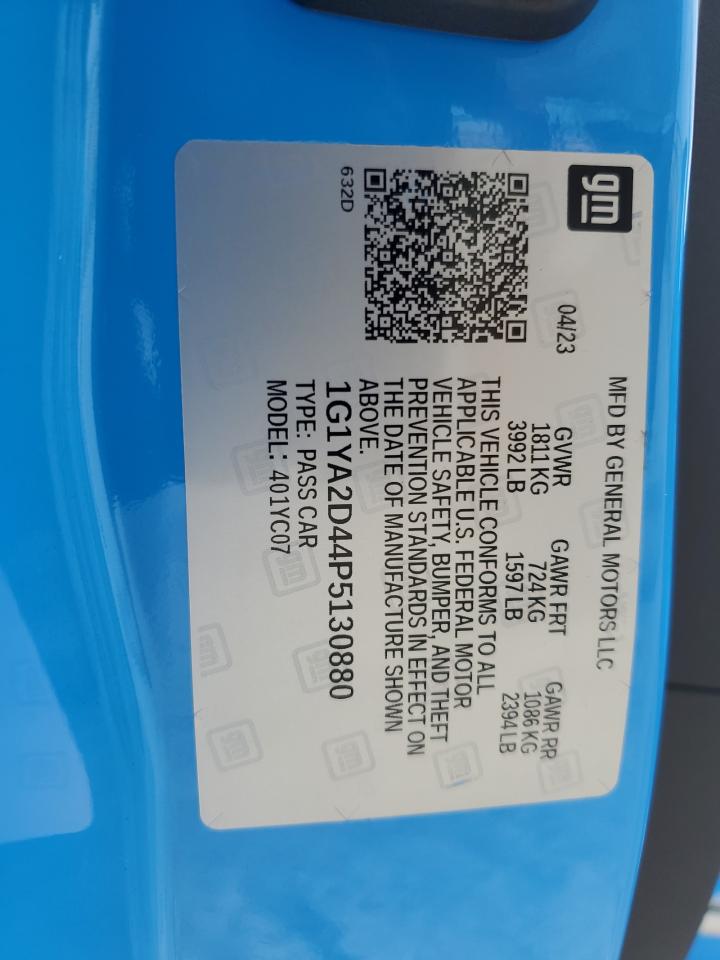 gm
MFD BY GENERAL MOTORS LLC
04/23
GVWR GAWR FRT GAWR RR
1811 KG 724 KG 1086 KG
3992 LB 1597 LB 2394 LB
THIS VEHICLE CONFORMS TO ALL
APPLICABLE U.S. FEDERAL MOTOR
VEHICLE SAFETY, BUMPER, AND THEFT
PREVENTION STANDARDS IN EFFECT ON
THE DATE OF MANUFACTURE SHOWN
ABOVE.
632D
1G1YA2D44P5130880
TYPE: PASS CAR
MODEL: 401YC07